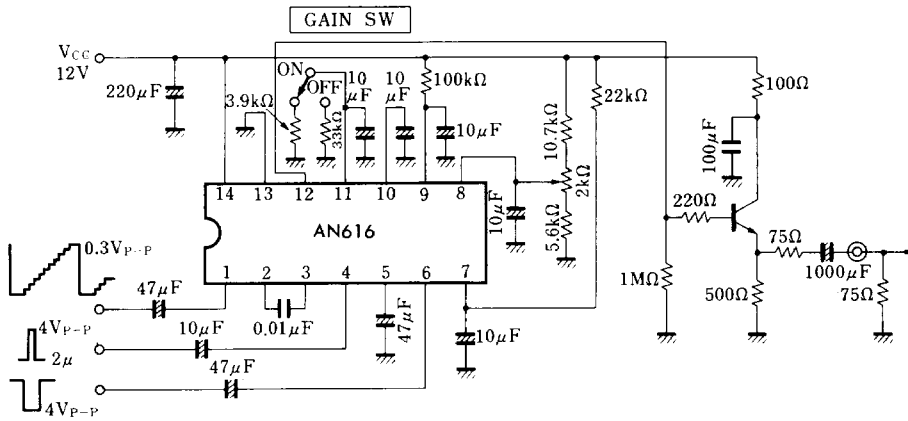 GAIN SW
VCC
12V
220μF
ON
OFF
3.9kΩ
33kΩ
10
μF
10
μF
100kΩ
10μF
10.7kΩ
2kΩ
5.6kΩ
22kΩ
100Ω
100μF
14 13 12 11 10 9 8
10μF
AN616
1 2 3 4 5 6 7
220Ω
75Ω
1000μF
75Ω
1MΩ
500Ω
0.3VP-P
47μF
0.01μF
47μF
10μF
4VP-P
2μ
10μF
47μF
4VP-P